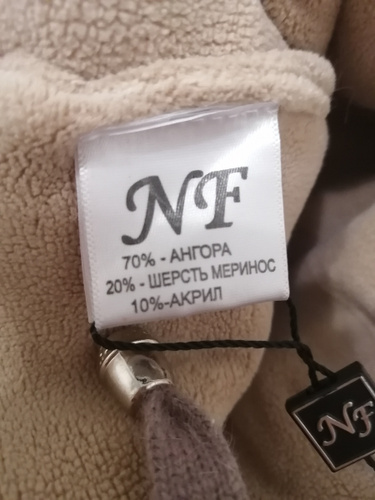 NF
70% - АНГОРА
20% - ШЕРСТЬ МЕРИНОС
10%-АКРИЛ
NF